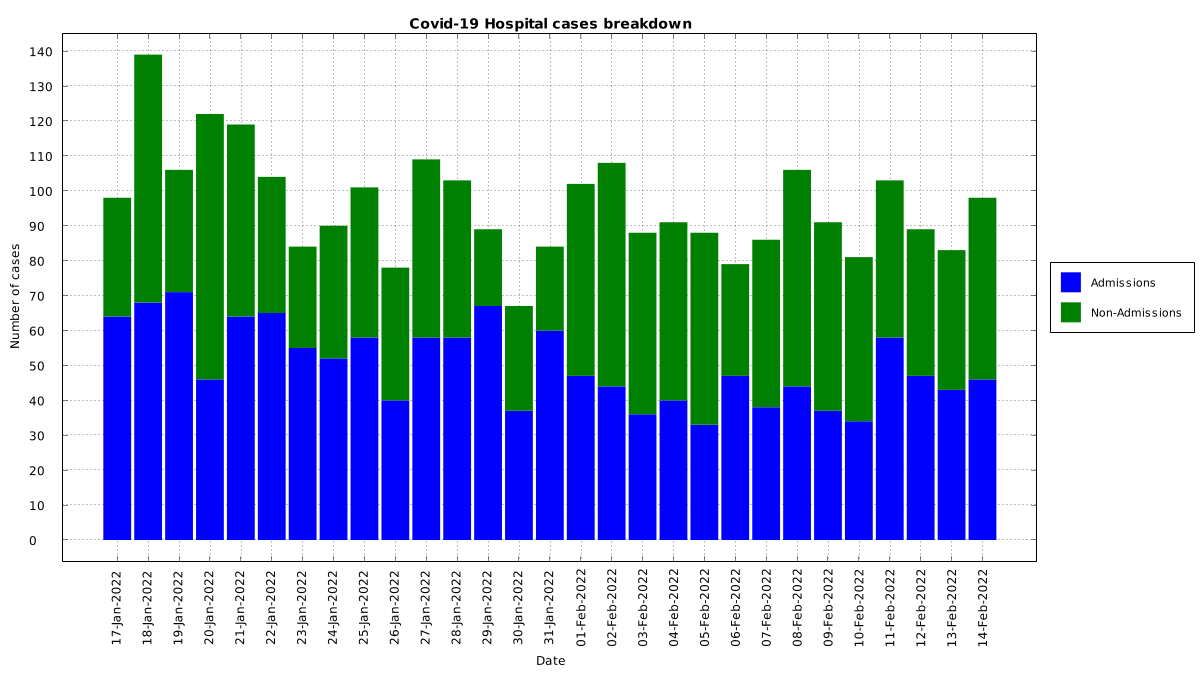 Covid-19 Hospital cases breakdown
140
130
120
110
100
90
80
70
60
50
40
30
20
10
0
Number of cases
17-Jan-2022
18-Jan-2022
19-Jan-2022
20-Jan-2022
21-Jan-2022
22-Jan-2022
23-Jan-2022
24-Jan-2022
25-Jan-2022
26-Jan-2022
27-Jan-2022
28-Jan-2022
29-Jan-2022
30-Jan-2022
31-Jan-2022
01-Feb-2022
02-Feb-2022
03-Feb-2022
04-Feb-2022
05-Feb-2022
06-Feb-2022
07-Feb-2022
08-Feb-2022
09-Feb-2022
10-Feb-2022
11-Feb-2022
12-Feb-2022
13-Feb-2022
14-Feb-2022
Date
Admissions
Non-Admissions